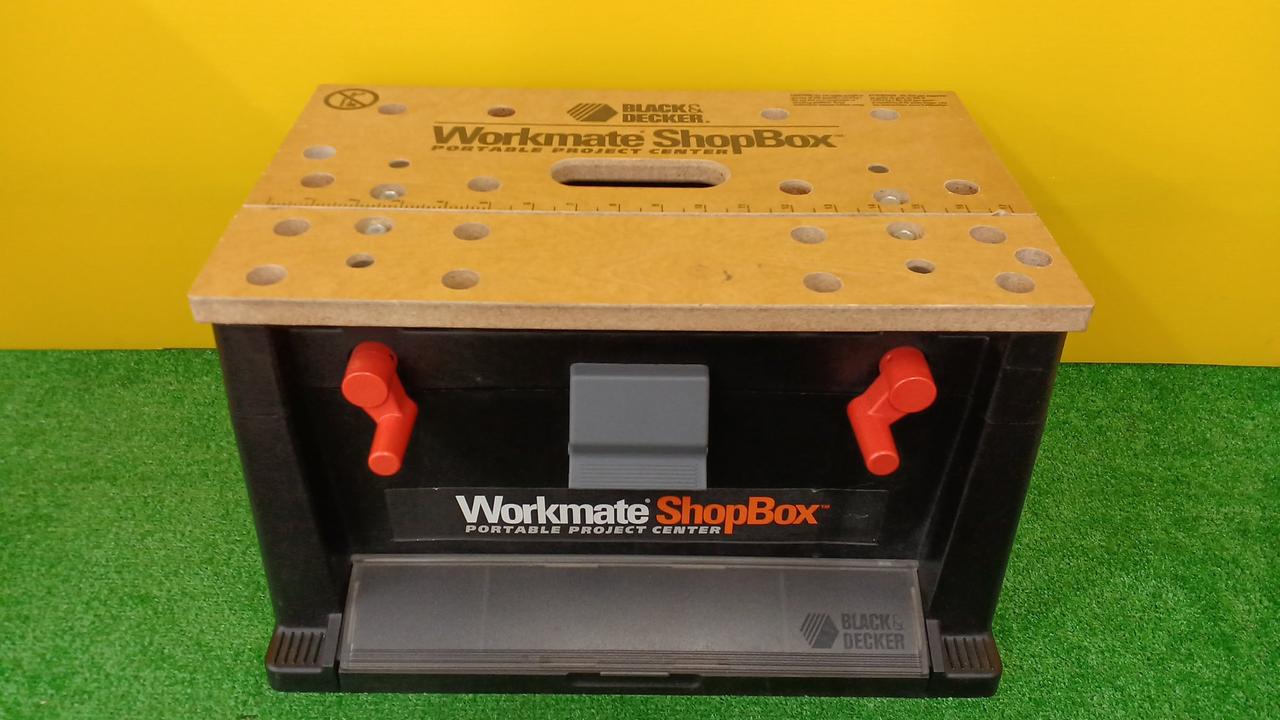 BLACK&
DECKER®
Workmate® ShopBox™
PORTABLE PROJECT CENTER
Workmate® ShopBox™
PORTABLE PROJECT CENTER
BLACK&
DECKER